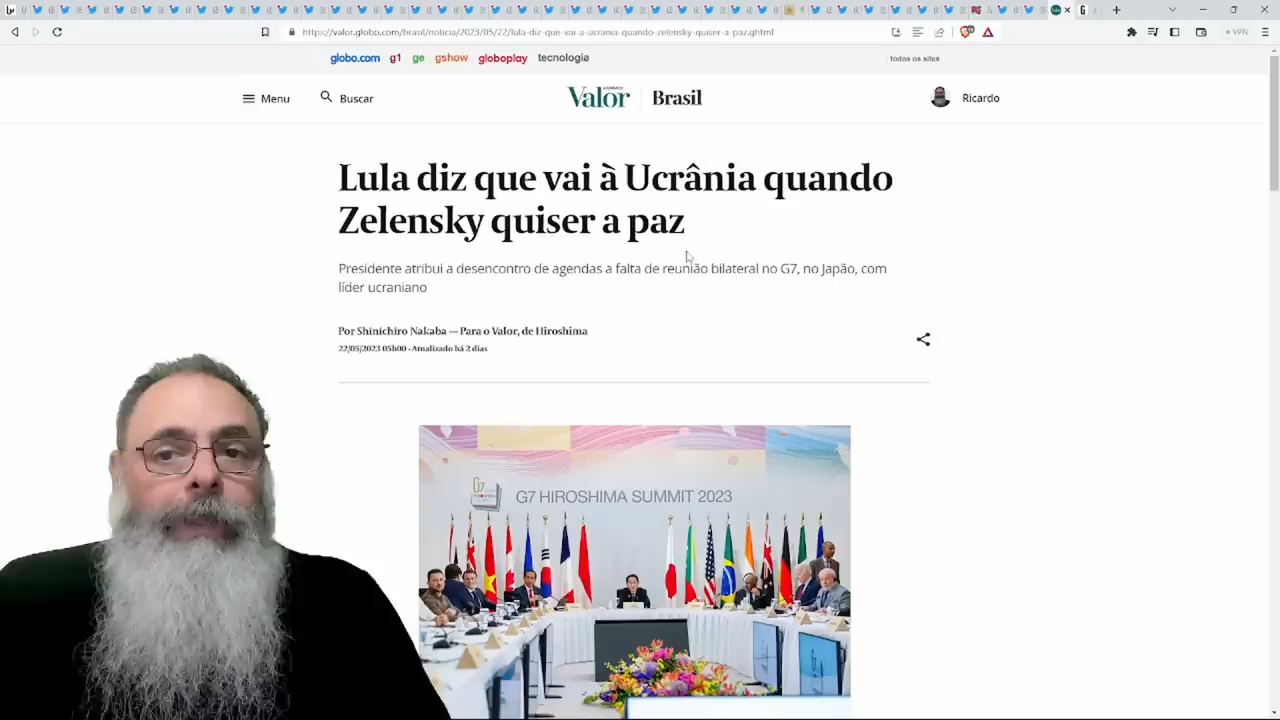 https://valor.globo.com/brasil/noticia/2023/05/22/lula-diz-que-vai-a-ucrania-quando-zelensky-quiser-a-paz.ghtml
VPN
globo.com g1 ge gshow globoplay tecnologia
todos os sites
Menu Buscar
Valor Brasil
Ricardo
Lula diz que vai à Ucrânia quando
Zelensky quiser a paz
Presidente atribui a desencontro de agendas a falta de reunião bilateral no G7, no Japão, com
líder ucraniano
Por Shinichiro Nakaba — Para o Valor, de Hiroshima
22/05/2023 05h00 · Atualizado há 2 dias
G7 HIROSHIMA SUMMIT 2023